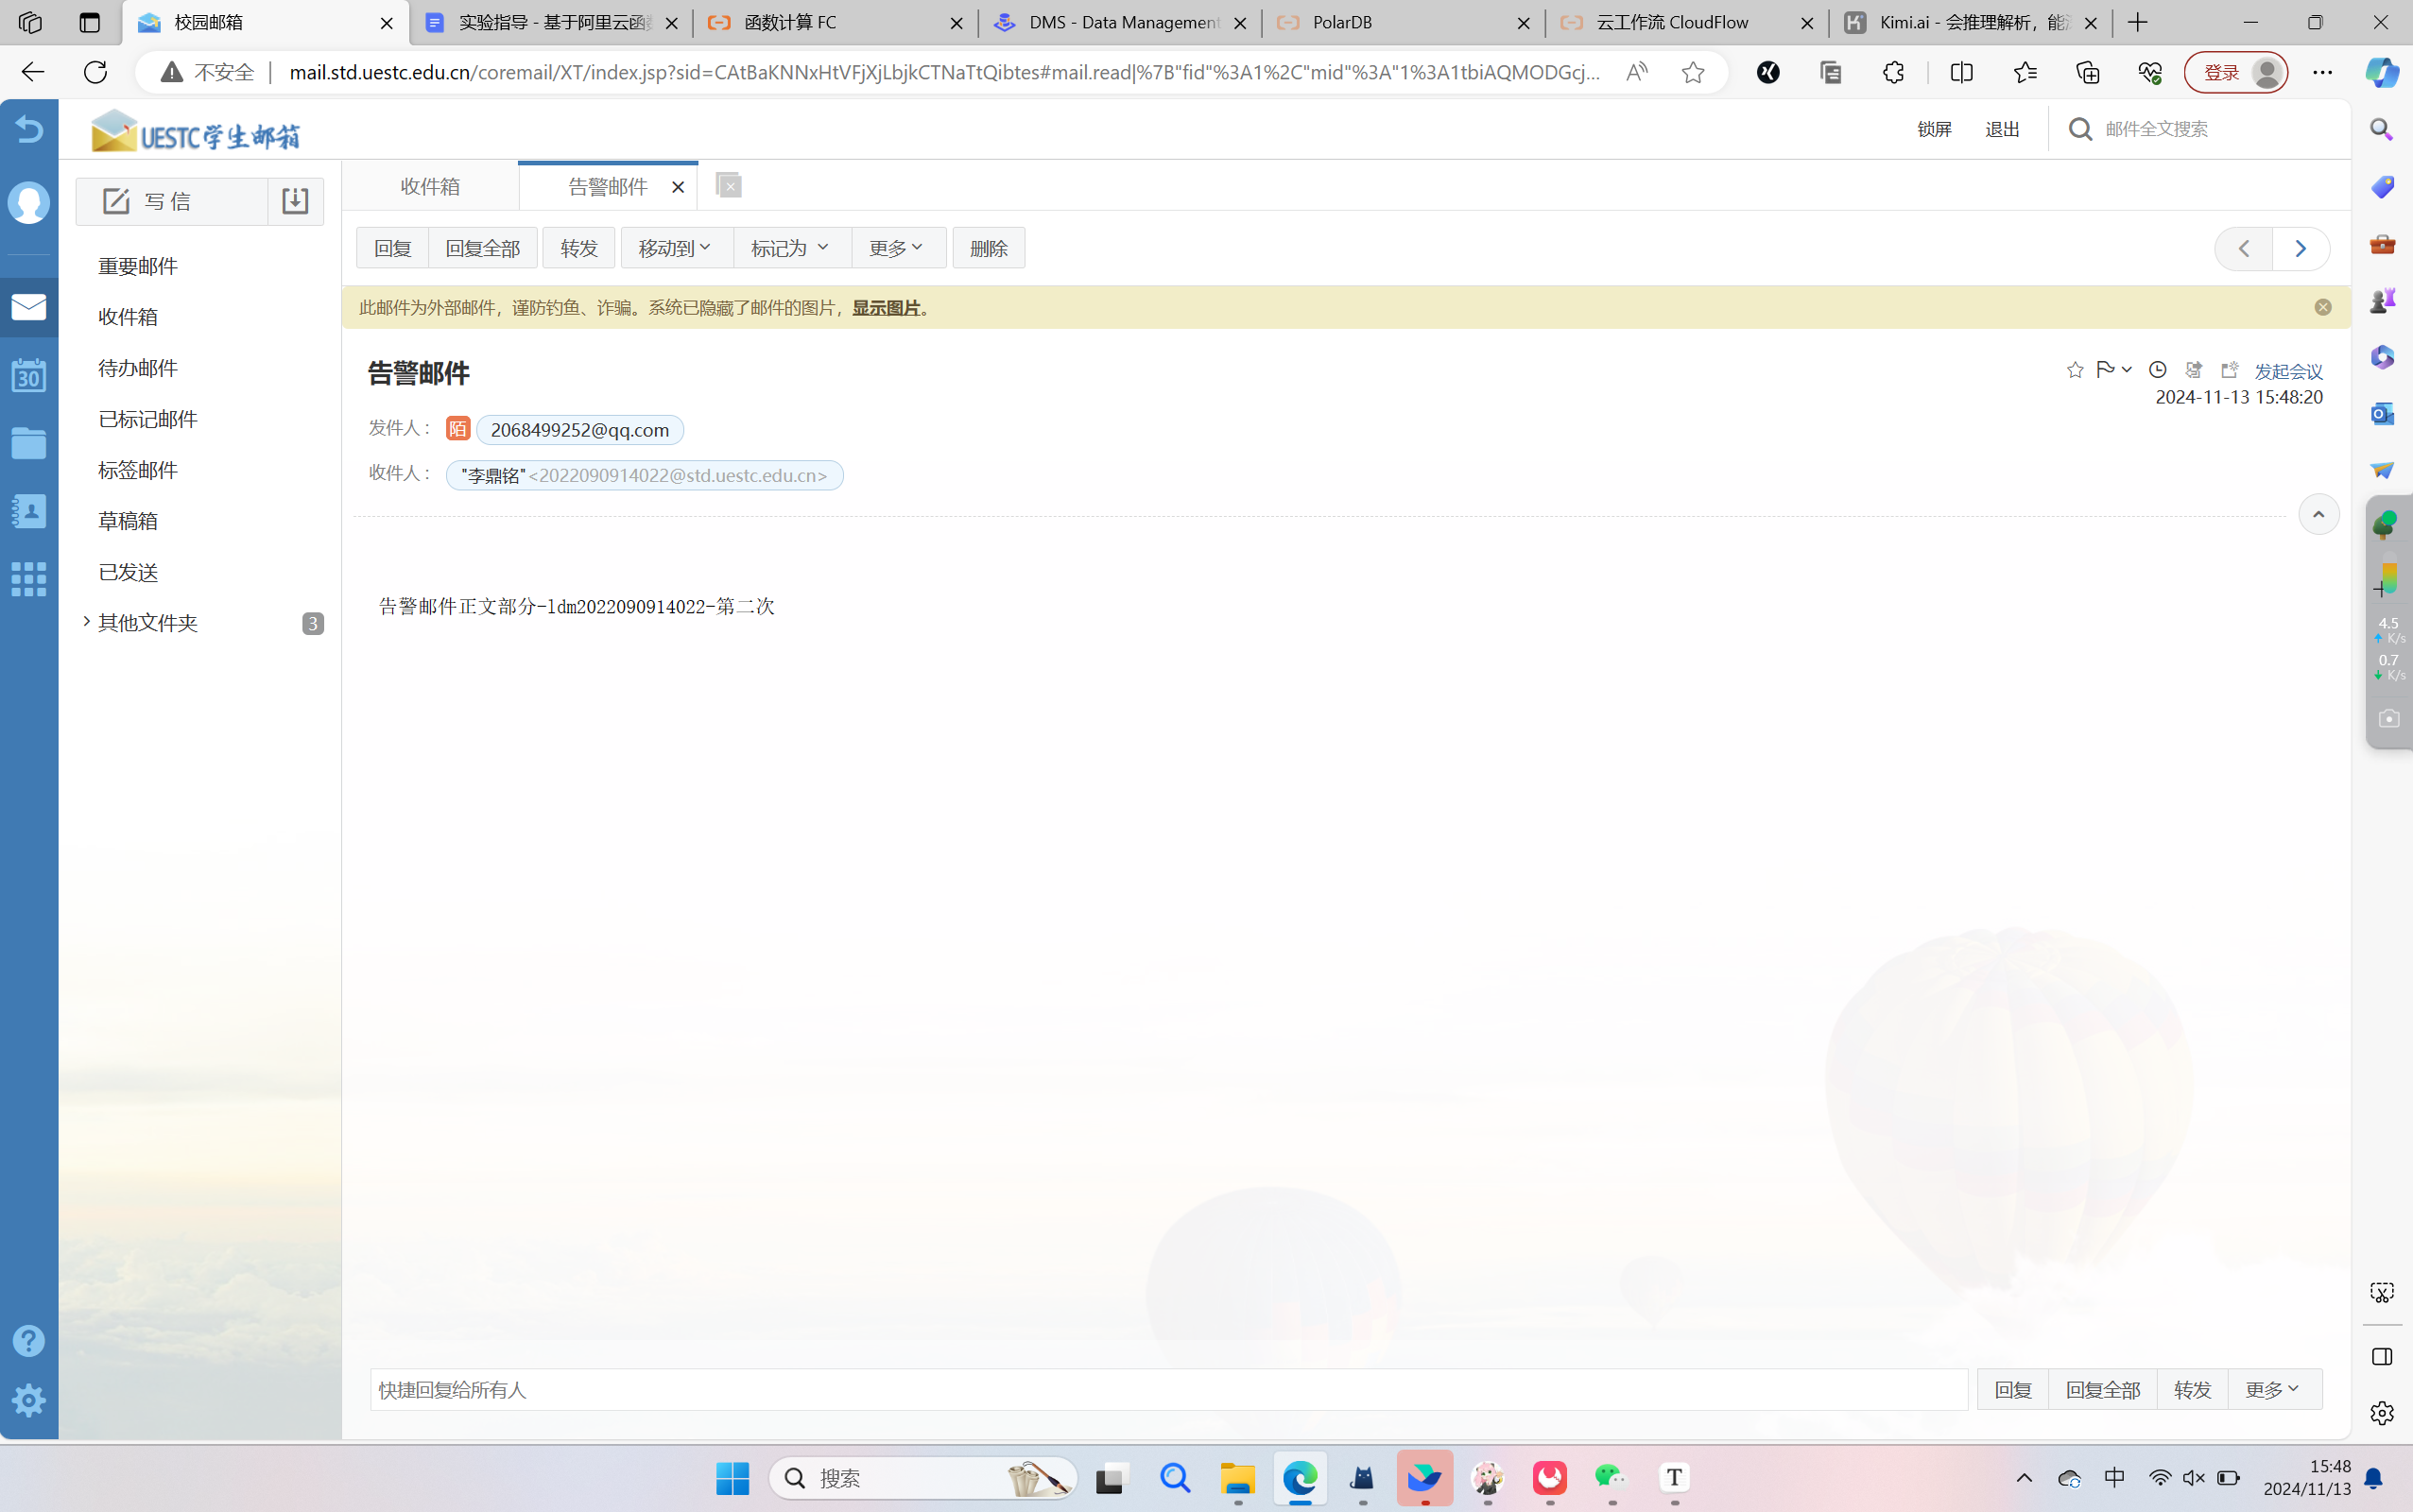 校园邮箱
实验指导 - 基于阿里云函数
函数计算 FC
DMS - Data Management
PolarDB
云工作流 CloudFlow
Kimi.ai - 会推理解析，能
不安全
mail.std.uestc.edu.cn/coremail/XT/index.jsp?sid=CAtBaKNNxHtVFjXjLbjkCTNaTtQibtes#mail.read|%7B"fid"%3A1%2C"mid"%3A"1%3A1tbiAQMODGcj...
登录
UESTC学生邮箱
锁屏
退出
邮件全文搜索
写 信
收件箱
告警邮件
重要邮件
收件箱
待办邮件
已标记邮件
标签邮件
草稿箱
已发送
其他文件夹
3
30
回复
回复全部
转发
移动到
标记为
更多
删除
此邮件为外部邮件，谨防钓鱼、诈骗。系统已隐藏了邮件的图片，显示图片。
告警邮件
发起会议
2024-11-13 15:48:20
发件人：
陌
2068499252@qq.com
收件人：
"李鼎铭"<2022090914022@std.uestc.edu.cn>
告警邮件正文部分-ldm2022090914022-第二次
4.5
K/s
0.7
K/s
快捷回复给所有人
回复
回复全部
转发
更多
搜索
中
15:48
2024/11/13